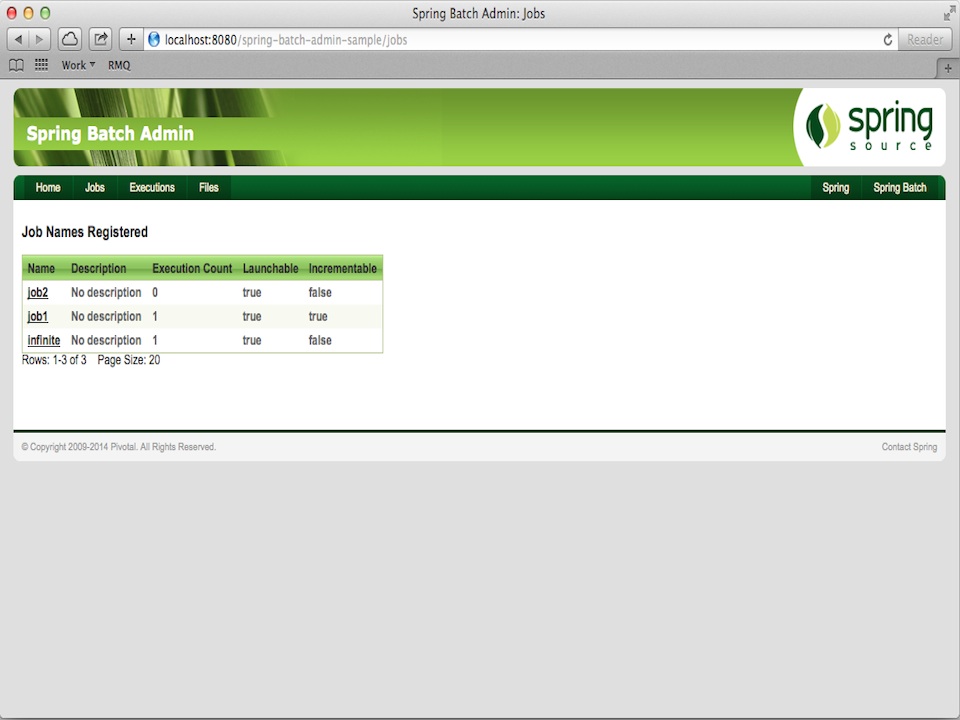 Spring Batch Admin: Jobs
localhost:8080/spring-batch-admin-sample/jobs
Reader
Work RMQ
Spring Batch Admin
spring
source
Home Jobs Executions Files Spring Spring Batch
Job Names Registered
Name Description Execution Count Launchable Incrementable
job2 No description 0 true false
job1 No description 1 true true
infinite No description 1 true false
Rows: 1-3 of 3 Page Size: 20
© Copyright 2009-2014 Pivotal. All Rights Reserved. Contact Spring